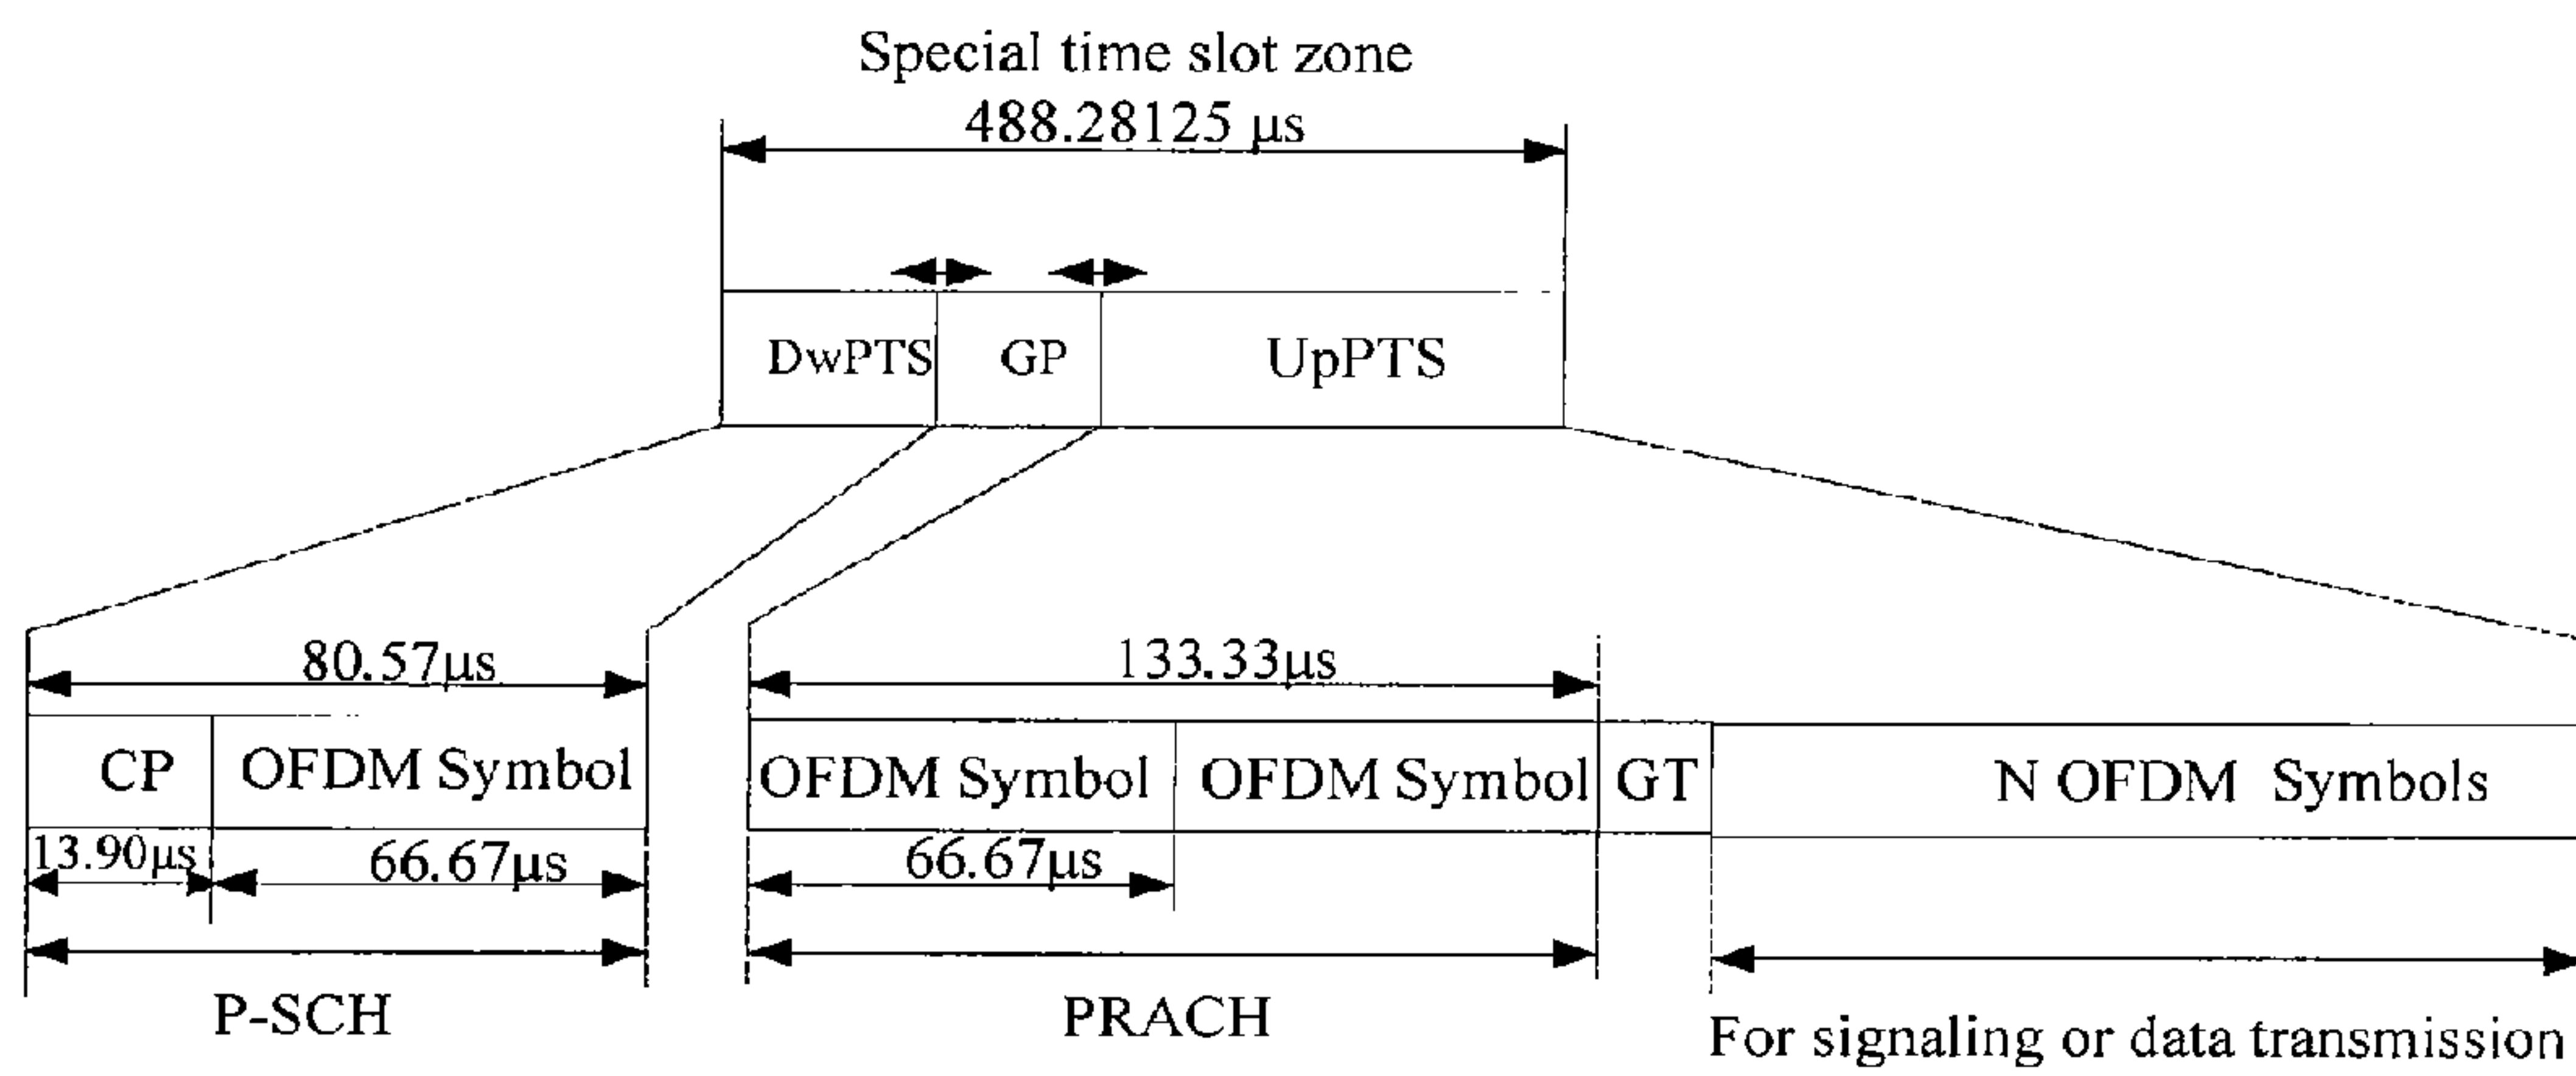 Special time slot zone
488.28125 μs
DwPTS GP UpPTS
80.57μs 133.33μs
CP OFDM Symbol OFDM Symbol OFDM Symbol GT N OFDM Symbols
13.90μs 66.67μs 66.67μs
P-SCH PRACH For signaling or data transmission